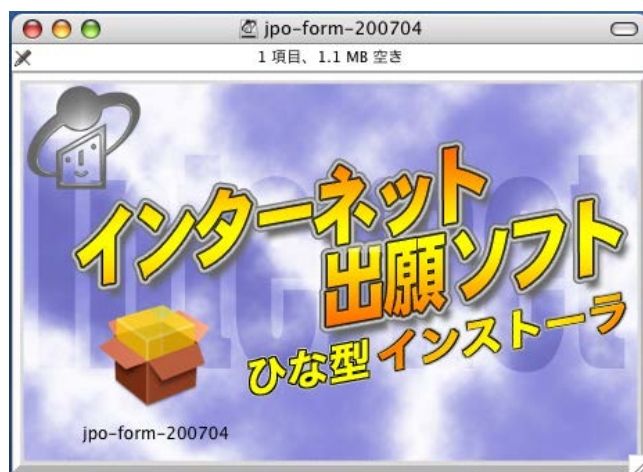 jpo-form-200704
1 項目、1.1 MB 空き
Internet
インターネット
出願ソフト
ひな型 インストーラ
jpo-form-200704